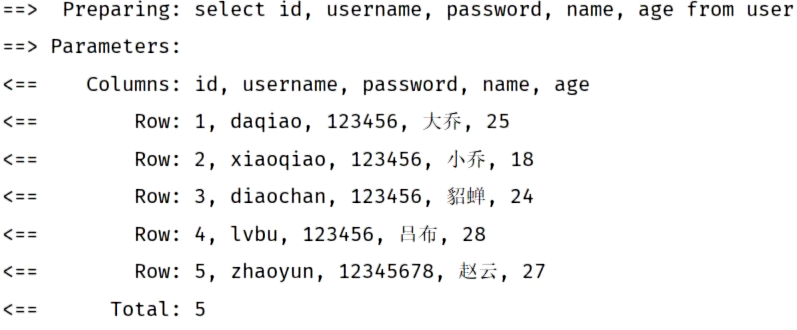 ==>  Preparing: select id, username, password, name, age from user
==> Parameters:
<==    Columns: id, username, password, name, age
<==        Row: 1, daqiao, 123456, 大乔, 25
<==        Row: 2, xiaoqiao, 123456, 小乔, 18
<==        Row: 3, diaochan, 123456, 貂蝉, 24
<==        Row: 4, lvbu, 123456, 吕布, 28
<==        Row: 5, zhaoyun, 12345678, 赵云, 27
<==      Total: 5